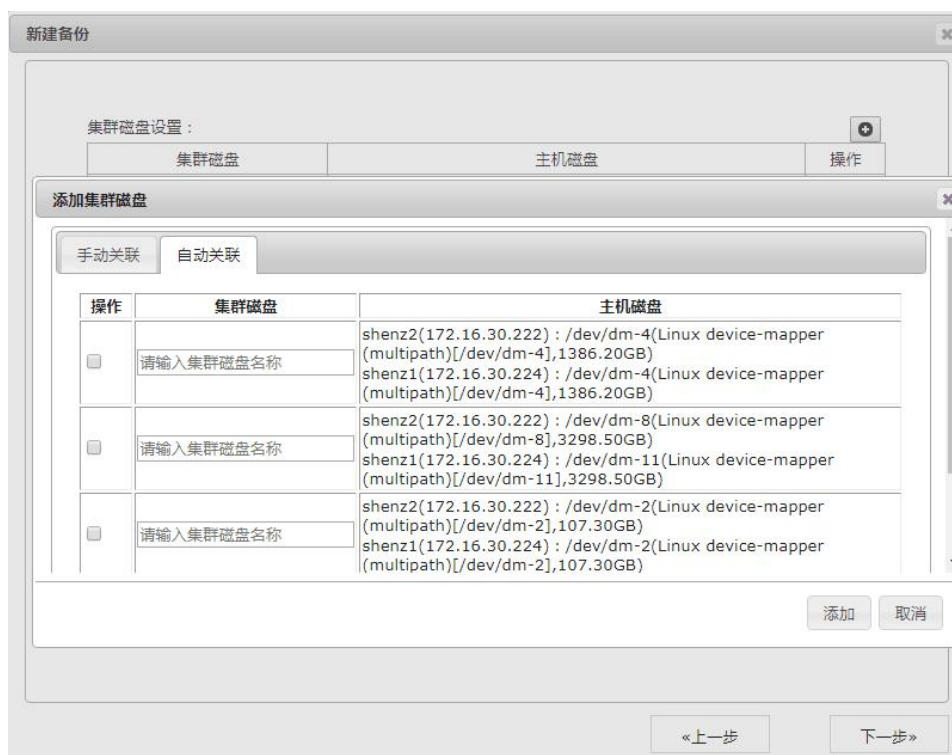 新建备份
集群磁盘设置：
集群磁盘 主机磁盘 操作
添加集群磁盘
手动关联 自动关联
操作 集群磁盘 主机磁盘
shenz2(172.16.30.222) : /dev/dm-4(Linux device-mapper
(multipath)[/dev/dm-4],1386.20GB)
请输入集群磁盘名称
shenz1(172.16.30.224) : /dev/dm-4(Linux device-mapper
(multipath)[/dev/dm-4],1386.20GB)
shenz2(172.16.30.222) : /dev/dm-8(Linux device-mapper
(multipath)[/dev/dm-8],3298.50GB)
请输入集群磁盘名称
shenz1(172.16.30.224) : /dev/dm-11(Linux device-mapper
(multipath)[/dev/dm-11],3298.50GB)
shenz2(172.16.30.222) : /dev/dm-2(Linux device-mapper
(multipath)[/dev/dm-2],107.30GB)
请输入集群磁盘名称
shenz1(172.16.30.224) : /dev/dm-2(Linux device-mapper
(multipath)[/dev/dm-2],107.30GB)
添加 取消
«上一步 下一步»